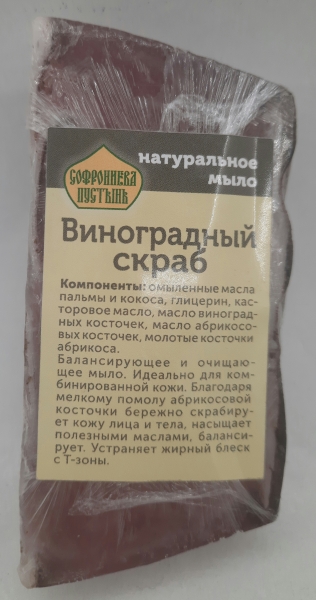 СОФРОНИЕВА
ПУСТЫНЬ
натуральное
мыло
Виноградный
скраб
Компоненты: омыленные масла
пальмы и кокоса, глицерин, кас-
торовое масло, масло виноград-
ных косточек, масло абрикосо-
вых косточек, молотые косточки
абрикоса.
Балансирующее и очищаю-
щее мыло. Идеально для ком-
бинированной кожи. Благодаря
мелкому помолу абрикосовой
косточки бережно скрабиру-
ет кожу лица и тела, насыщает
полезными маслами, баланси-
рует. Устраняет жирный блеск
с Т-зоны.